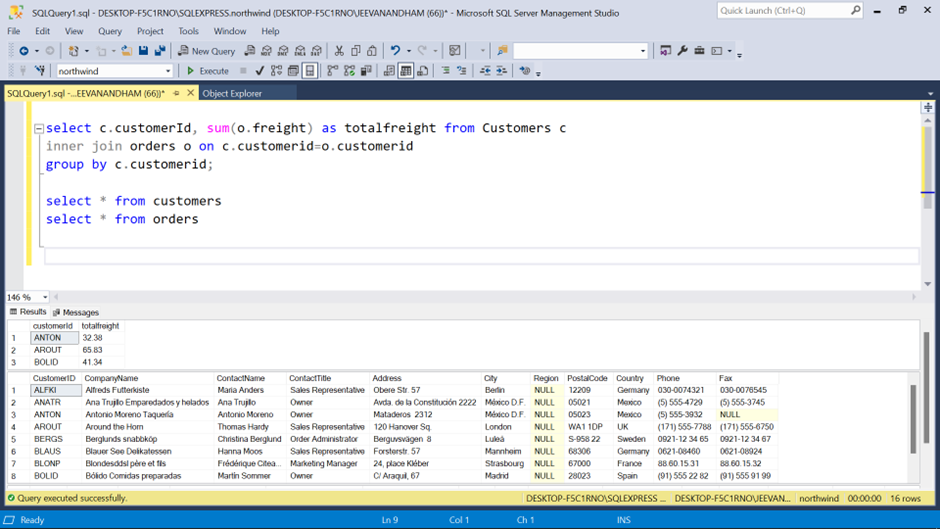 SQLQuery1.sql - DESKTOP-F5C1RNO\SQLEXPRESS.northwind (DESKTOP-F5C1RNO\JEEVANANDHAM (66))* - Microsoft SQL Server Management Studio
Quick Launch (Ctrl+Q)
File Edit View Query Project Tools Window Help
New Query
northwind Execute
SQLQuery1.sql -...EEVANANDHAM (66))* Object Explorer
select c.customerId, sum(o.freight) as totalfreight from Customers c
inner join orders o on c.customerid=o.customerid
group by c.customerid;
select * from customers
select * from orders
146 %
Results Messages
customerId totalfreight
1 ANTON 32.38
2 AROUT 65.83
3 BOLID 41.34
CustomerID CompanyName ContactName ContactTitle Address City Region PostalCode Country Phone Fax
1 ALFKI Alfreds Futterkiste Maria Anders Sales Representative Obere Str. 57 Berlin NULL 12209 Germany 030-0074321 030-0076545
2 ANATR Ana Trujillo Emparedados y helados Ana Trujillo Owner Avda. de la Constitución 2222 México D.F. NULL 05021 Mexico (5) 555-4729 (5) 555-3745
3 ANTON Antonio Moreno Taquería Antonio Moreno Owner Mataderos 2312 México D.F. NULL 05023 Mexico (5) 555-3932 NULL
4 AROUT Around the Horn Thomas Hardy Sales Representative 120 Hanover Sq. London NULL WA1 1DP UK (171) 555-7788 (171) 555-6750
5 BERGS Berglunds snabbköp Christina Berglund Order Administrator Berguvsvägen 8 Luleå NULL S-958 22 Sweden 0921-12 34 65 0921-12 34 67
6 BLAUS Blauer See Delikatessen Hanna Moos Sales Representative Forsterstr. 57 Mannheim NULL 68306 Germany 0621-08460 0621-08924
7 BLONP Blondesddsl père et fils Frédérique Citea... Marketing Manager 24, place Kléber Strasbourg NULL 67000 France 88.60.15.31 88.60.15.32
8 BOLID Bólido Comidas preparadas Martín Sommer Owner C/ Araquil, 67 Madrid NULL 28023 Spain (91) 555 22 82 (91) 555 91 99
Query executed successfully. DESKTOP-F5C1RNO\SQLEXPRESS ... DESKTOP-F5C1RNO\JEEVAN... northwind 00:00:00 16 rows
Ready Ln 9 Col 1 Ch 1 INS